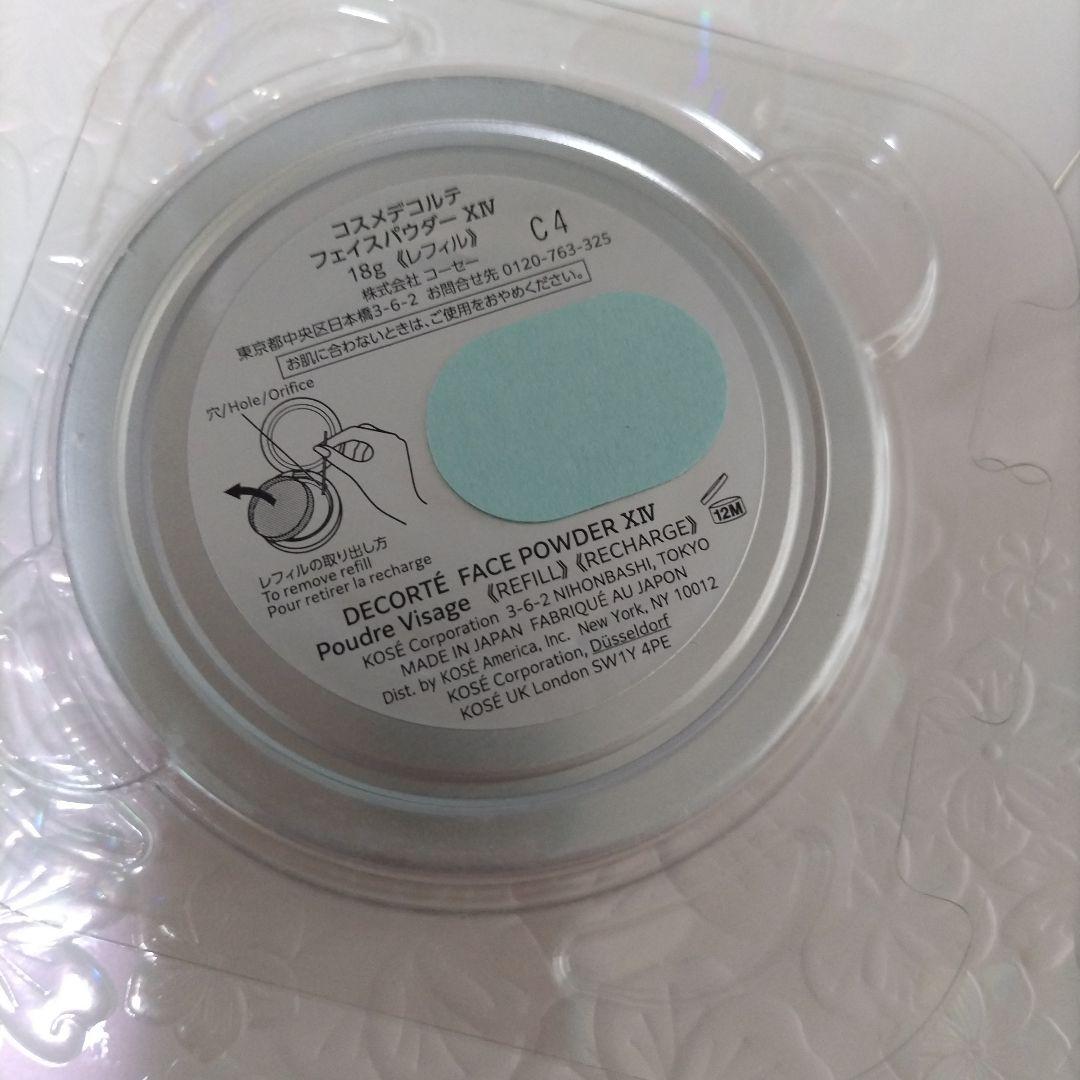 コスメデコルテ
フェイスパウダー XIV
18g 《レフィル》
C4
株式会社 コーセー
東京都中央区日本橋3-6-2 お問合せ先 0120-763-325
お肌に合わないときは、ご使用をおやめください。
穴/Hole/Orifice
レフィルの取り出し方
To remove refill
Pour retirer la recharge
12M
DECORTÉ FACE POWDER XIV
Poudre Visage 《REFILL》《RECHARGE》
KOSÉ Corporation 3-6-2 NIHONBASHI, TOKYO
MADE IN JAPAN FABRIQUÉ AU JAPON
Dist. by KOSÉ America, Inc. New York, NY 10012
KOSÉ Corporation, Düsseldorf
KOSÉ UK London SW1Y 4PE